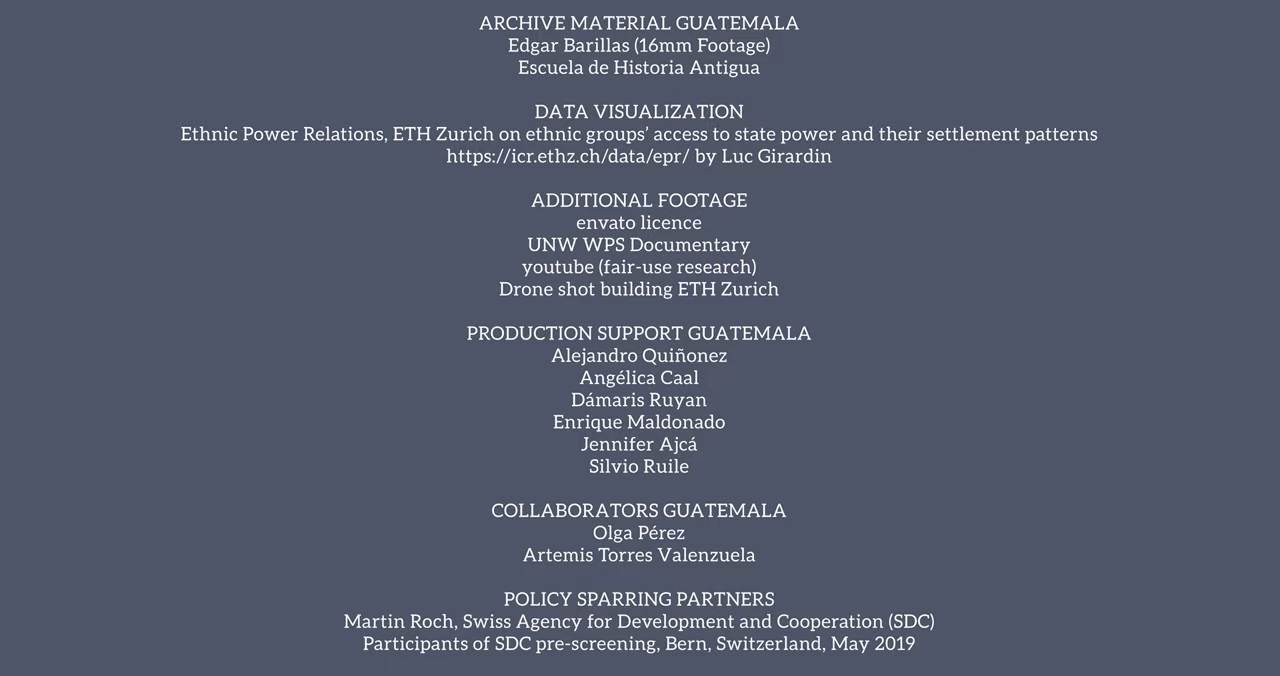 ARCHIVE MATERIAL GUATEMALA
Edgar Barillas (16mm Footage)
Escuela de Historia Antigua
DATA VISUALIZATION
Ethnic Power Relations, ETH Zurich on ethnic groups’ access to state power and their settlement patterns
https://icr.ethz.ch/data/epr/ by Luc Girardin
ADDITIONAL FOOTAGE
envato licence
UNW WPS Documentary
youtube (fair-use research)
Drone shot building ETH Zurich
PRODUCTION SUPPORT GUATEMALA
Alejandro Quiñonez
Angélica Caal
Dámaris Ruyan
Enrique Maldonado
Jennifer Ajcá
Silvio Ruile
COLLABORATORS GUATEMALA
Olga Pérez
Artemis Torres Valenzuela
POLICY SPARRING PARTNERS
Martin Roch, Swiss Agency for Development and Cooperation (SDC)
Participants of SDC pre-screening, Bern, Switzerland, May 2019